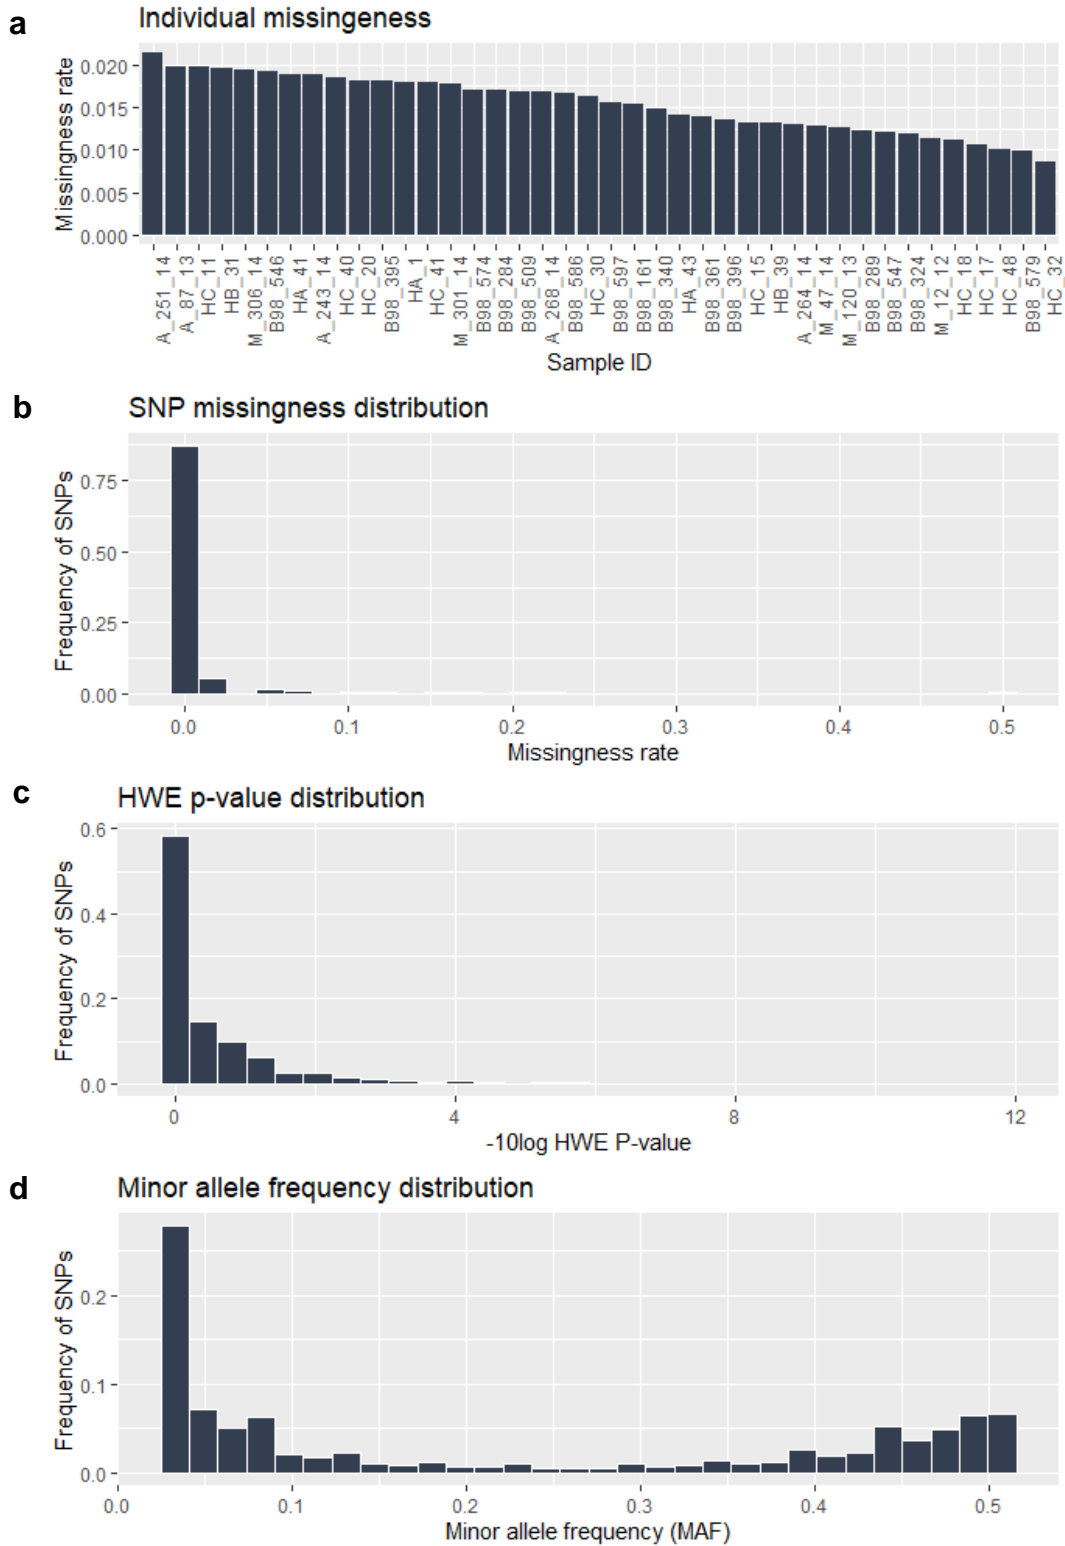 a
Individual missingeness
Missingness rate
0.020
0.015
0.010
0.005
0.000
A_251_14
A_87_13
HC_11
HB_31
M_306_14
B98_546
HA_41
A_243_14
HC_40
HC_20
B98_395
HA_1
HC_41
M_301_14
B98_574
B98_284
B98_509
A_268_14
B98_586
HC_30
B98_597
B98_161
B98_340
HA_43
B98_361
B98_396
HC_15
HB_39
A_264_14
M_47_14
M_120_13
B98_289
B98_547
B98_324
M_12_12
HC_18
HC_17
HC_48
B98_579
HC_32
Sample ID
b
SNP missingness distribution
Frequency of SNPs
0.75
0.50
0.25
0.00
0.0 0.1 0.2 0.3 0.4 0.5
Missingness rate
c
HWE p-value distribution
Frequency of SNPs
0.6
0.4
0.2
0.0
0 4 8 12
-10log HWE P-value
d
Minor allele frequency distribution
Frequency of SNPs
0.2
0.1
0.0
0.0 0.1 0.2 0.3 0.4 0.5
Minor allele frequency (MAF)